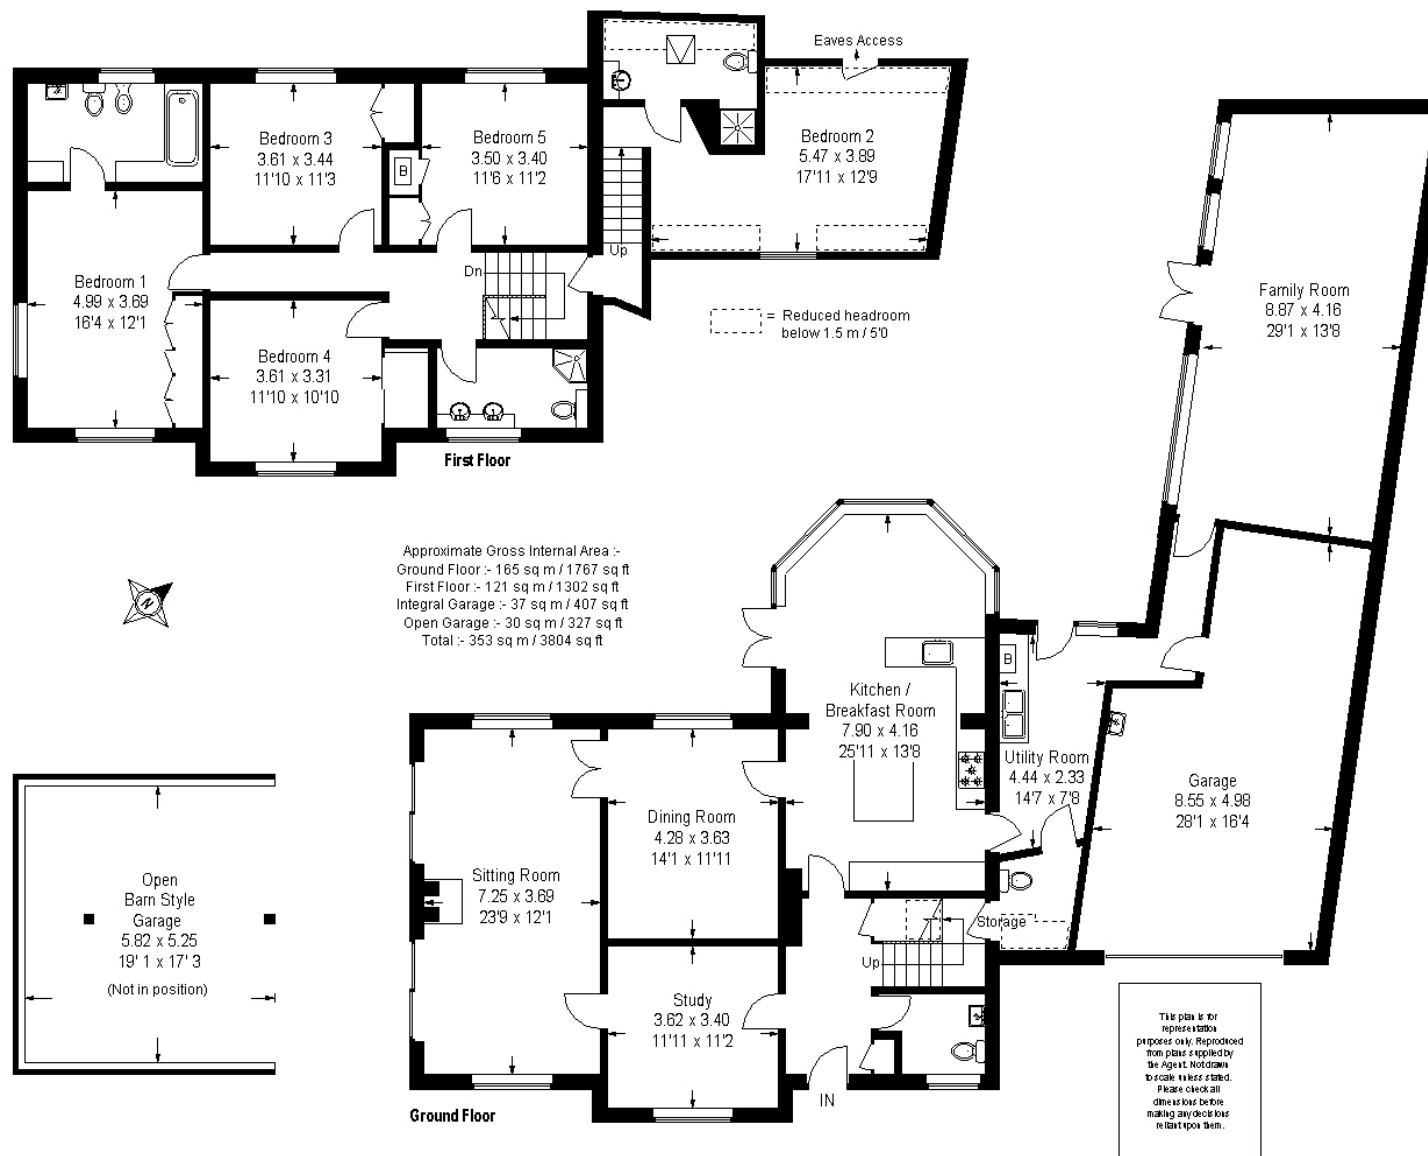 Eaves Access
Bedroom 3
3.61 x 3.44
11'10 x 11'3
Bedroom 5
3.50 x 3.40
11'6 x 11'2
Bedroom 2
5.47 x 3.89
17'11 x 12'9
B
Up
Dn
Bedroom 1
4.99 x 3.69
16'4 x 12'1
Bedroom 4
3.61 x 3.31
11'10 x 10'10
= Reduced headroom
below 1.5 m / 5'0
Family Room
8.87 x 4.16
29'1 x 13'8
First Floor
Approximate Gross Internal Area :-
Ground Floor :- 165 sq m / 1767 sq ft
First Floor :- 121 sq m / 1302 sq ft
Integral Garage :- 37 sq m / 407 sq ft
Open Garage :- 30 sq m / 327 sq ft
Total :- 353 sq m / 3804 sq ft
N
Kitchen /
Breakfast Room
7.90 x 4.16
25'11 x 13'8
B
Utility Room
4.44 x 2.33
14'7 x 7'8
Garage
8.55 x 4.98
28'1 x 16'4
Dining Room
4.28 x 3.63
14'1 x 11'11
Sitting Room
7.25 x 3.69
23'9 x 12'1
Open
Barn Style
Garage
5.82 x 5.25
19' 1 x 17' 3
(Not in position)
Storage
Up
Study
3.62 x 3.40
11'11 x 11'2
IN
Ground Floor
This plan is for
representation
purposes only. Reproduced
from plans supplied by
the Agent. Not drawn
to scale unless stated.
Please check all
dimensions before
making any decisions
reliant upon them.